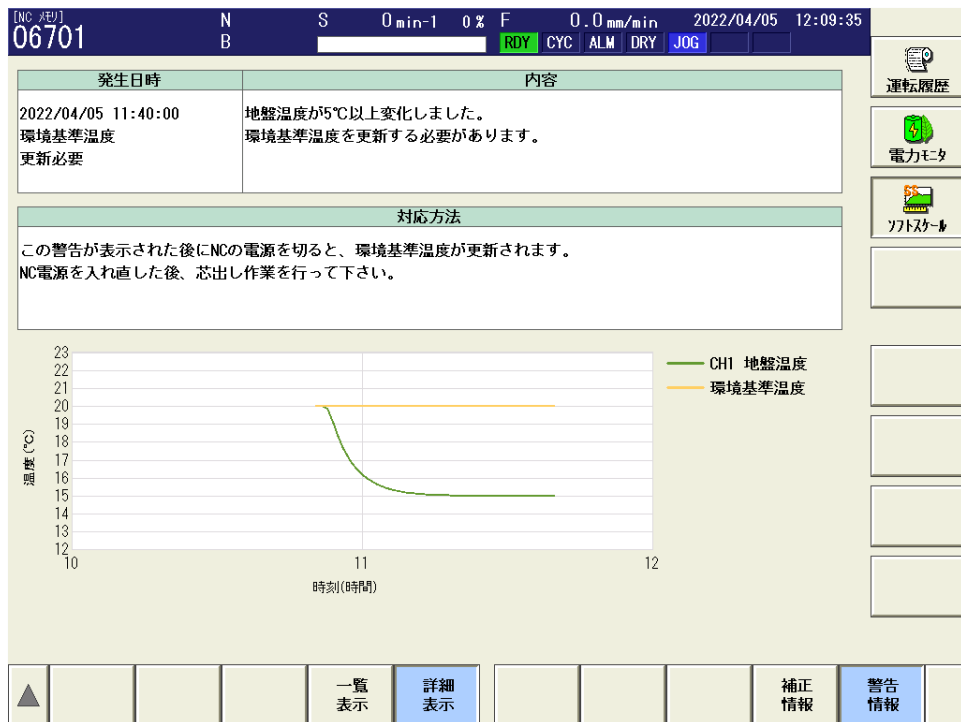 [NC メモリ]
O6701
N
B
S 0 min-1 0 %
F 0.0 mm/min
2022/04/05 12:09:35
RDY CYC ALM DRY JOG
発生日時
内容
2022/04/05 11:40:00
環境基準温度
更新必要
地盤温度が5℃以上変化しました。
環境基準温度を更新する必要があります。
対応方法
この警告が表示された後にNCの電源を切ると、環境基準温度が更新されます。
NC電源を入れ直した後、芯出し作業を行って下さい。
23
22
21
20
19
18
17
16
15
14
13
12
温度(℃)
10
11
12
時刻(時間)
CH1 地盤温度
環境基準温度
運転履歴
電力モニタ
SS
ソフトスケール
一覧
表示
詳細
表示
補正
情報
警告
情報